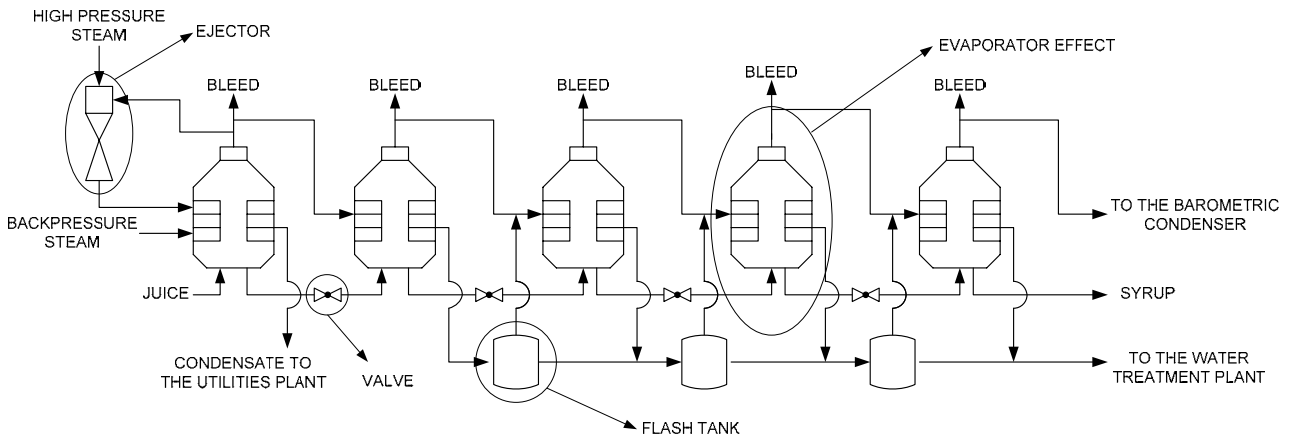 HIGH PRESSURE
STEAM
EJECTOR
EVAPORATOR EFFECT
BLEED
BLEED
BLEED
BLEED
BLEED
BACKPRESSURE
STEAM
TO THE BAROMETRIC
CONDENSER
JUICE
SYRUP
CONDENSATE TO
THE UTILITIES PLANT
VALVE
TO THE WATER
TREATMENT PLANT
FLASH TANK